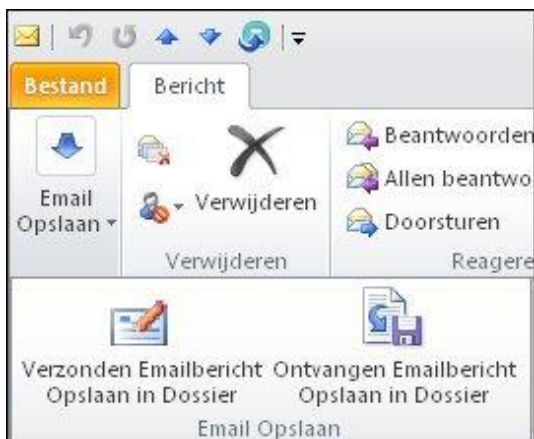 Bestand Bericht
Email Opslaan
Verwijderen
Verwijderen
Beantwoorden
Allen beantwo
Doorsturen
Reagere
Verzonden Emailbericht Opslaan in Dossier
Ontvangen Emailbericht Opslaan in Dossier
Email Opslaan